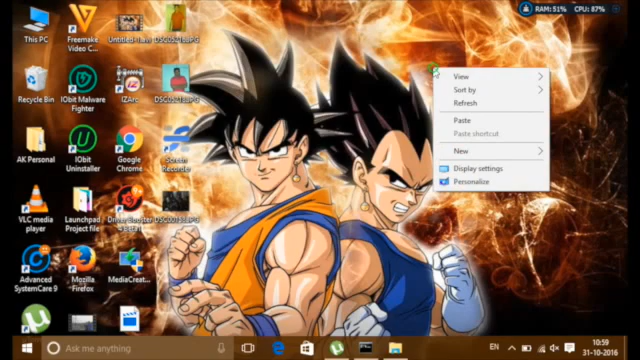 RAM: 51% CPU: 87%
This PC
Freemake
Video C...
Recycle Bin
IObit Malware
Fighter
IZArc
AK Personal
IObit
Uninstaller
Google
Chrome
Screen
Recorder
VLC media
player
Launchpad
Project file
Advanced
SystemCare 9
Mozilla
Firefox
MediaCreat...
View
Sort by
Refresh
Paste
Paste shortcut
New
Display settings
Personalize
Ask me anything
EN
10:59
31-10-2016